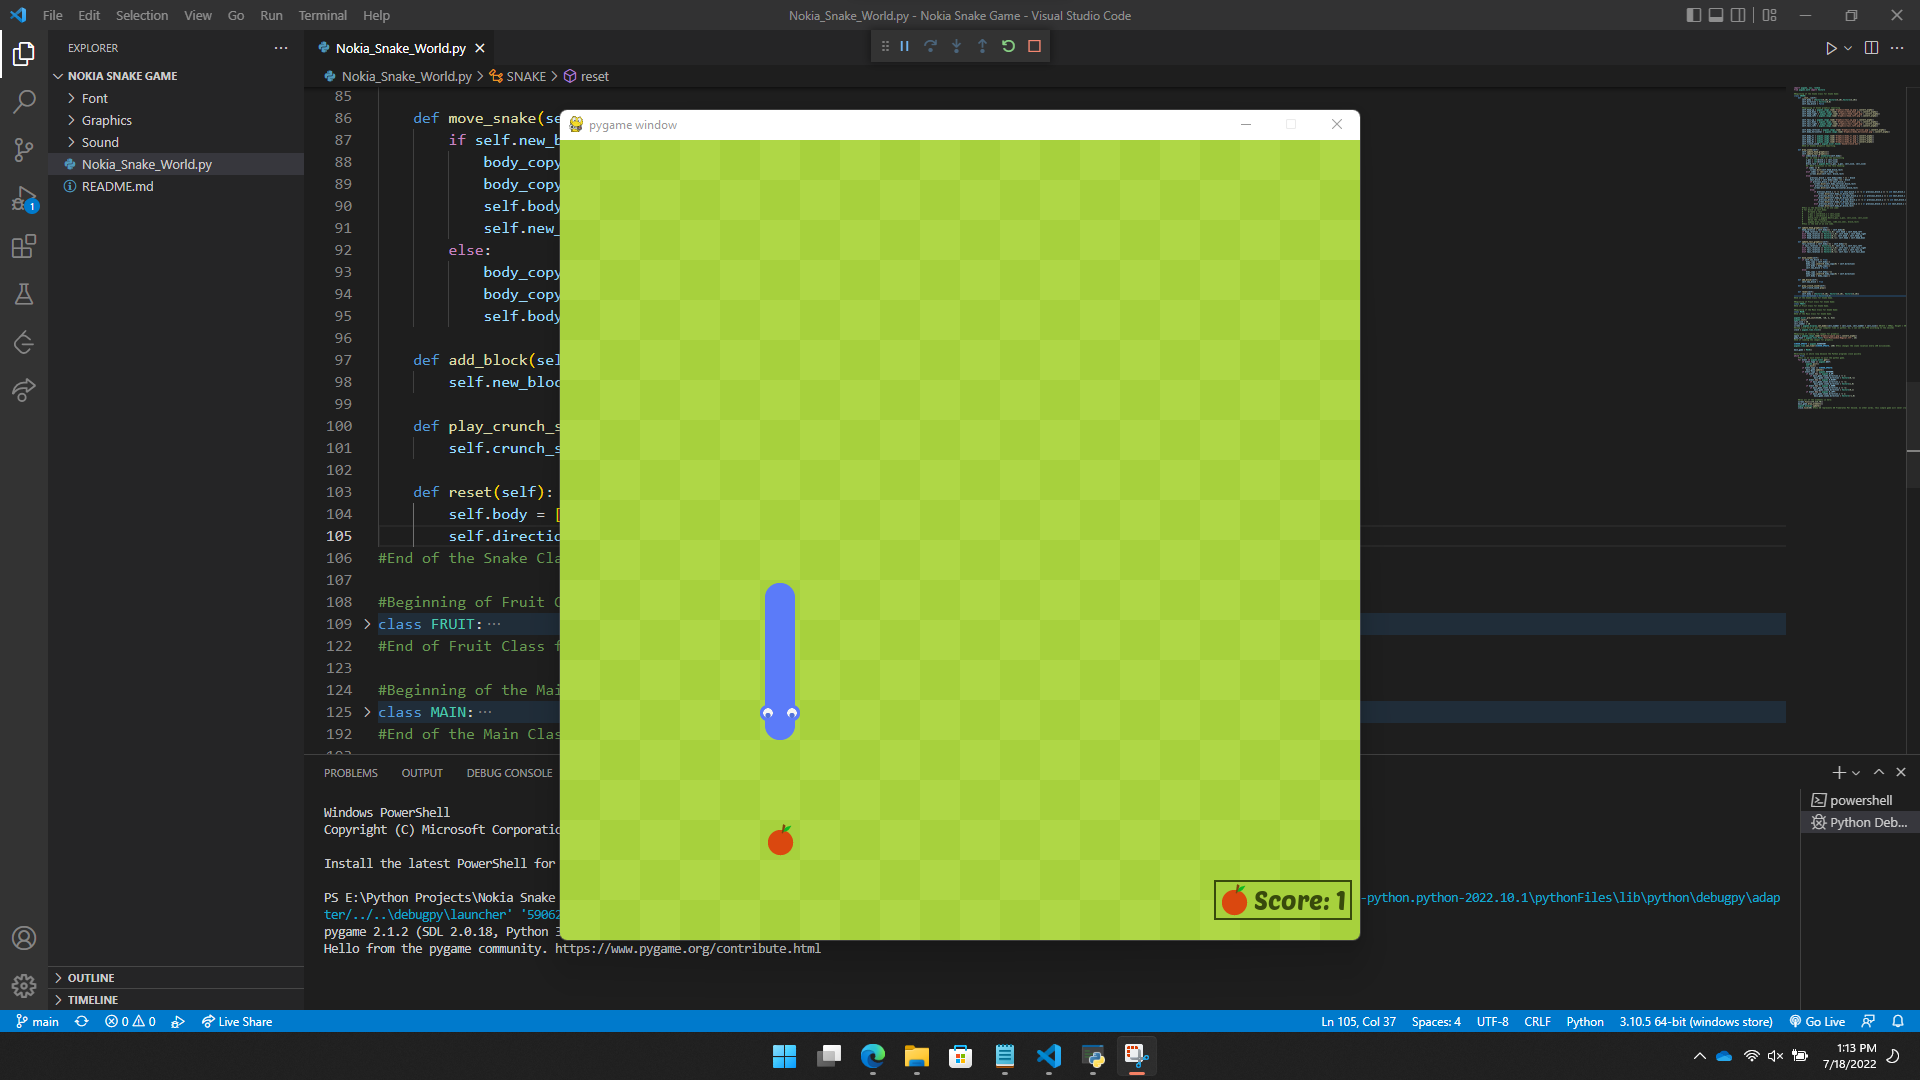 File Edit Selection View Go Run Terminal Help
Nokia_Snake_World.py - Nokia Snake Game - Visual Studio Code
EXPLORER
NOKIA SNAKE GAME
Font
Graphics
Sound
Nokia_Snake_World.py
README.md
1
OUTLINE
TIMELINE
Nokia_Snake_World.py
Nokia_Snake_World.py > SNAKE > reset
85
86 def move_snake(se
87 if self.new_b
88 body_copy
89 body_copy
90 self.body
91 self.new_
92 else:
93 body_copy
94 body_copy
95 self.body
96
97 def add_block(sel
98 self.new_bloc
99
100 def play_crunch_s
101 self.crunch_s
102
103 def reset(self):
104 self.body = [
105 self.directio
106 #End of the Snake Cla
107
108 #Beginning of Fruit C
109 class FRUIT:···
122 #End of Fruit Class f
123
124 #Beginning of the Mai
125 class MAIN:···
192 #End of the Main Clas
pygame window
Score: 1
PROBLEMS OUTPUT DEBUG CONSOLE
Windows PowerShell
Copyright (C) Microsoft Corporatio
Install the latest PowerShell for
PS E:\Python Projects\Nokia Snake -python.python-2022.10.1\pythonFiles\lib\python\debugpy\adap
ter/../..\debugpy\launcher' '59062
pygame 2.1.2 (SDL 2.0.18, Python 3
Hello from the pygame community. https://www.pygame.org/contribute.html
powershell
Python Deb...
main 0 0 Live Share
Ln 105, Col 37 Spaces: 4 UTF-8 CRLF Python 3.10.5 64-bit (windows store) Go Live
1:13 PM
7/18/2022